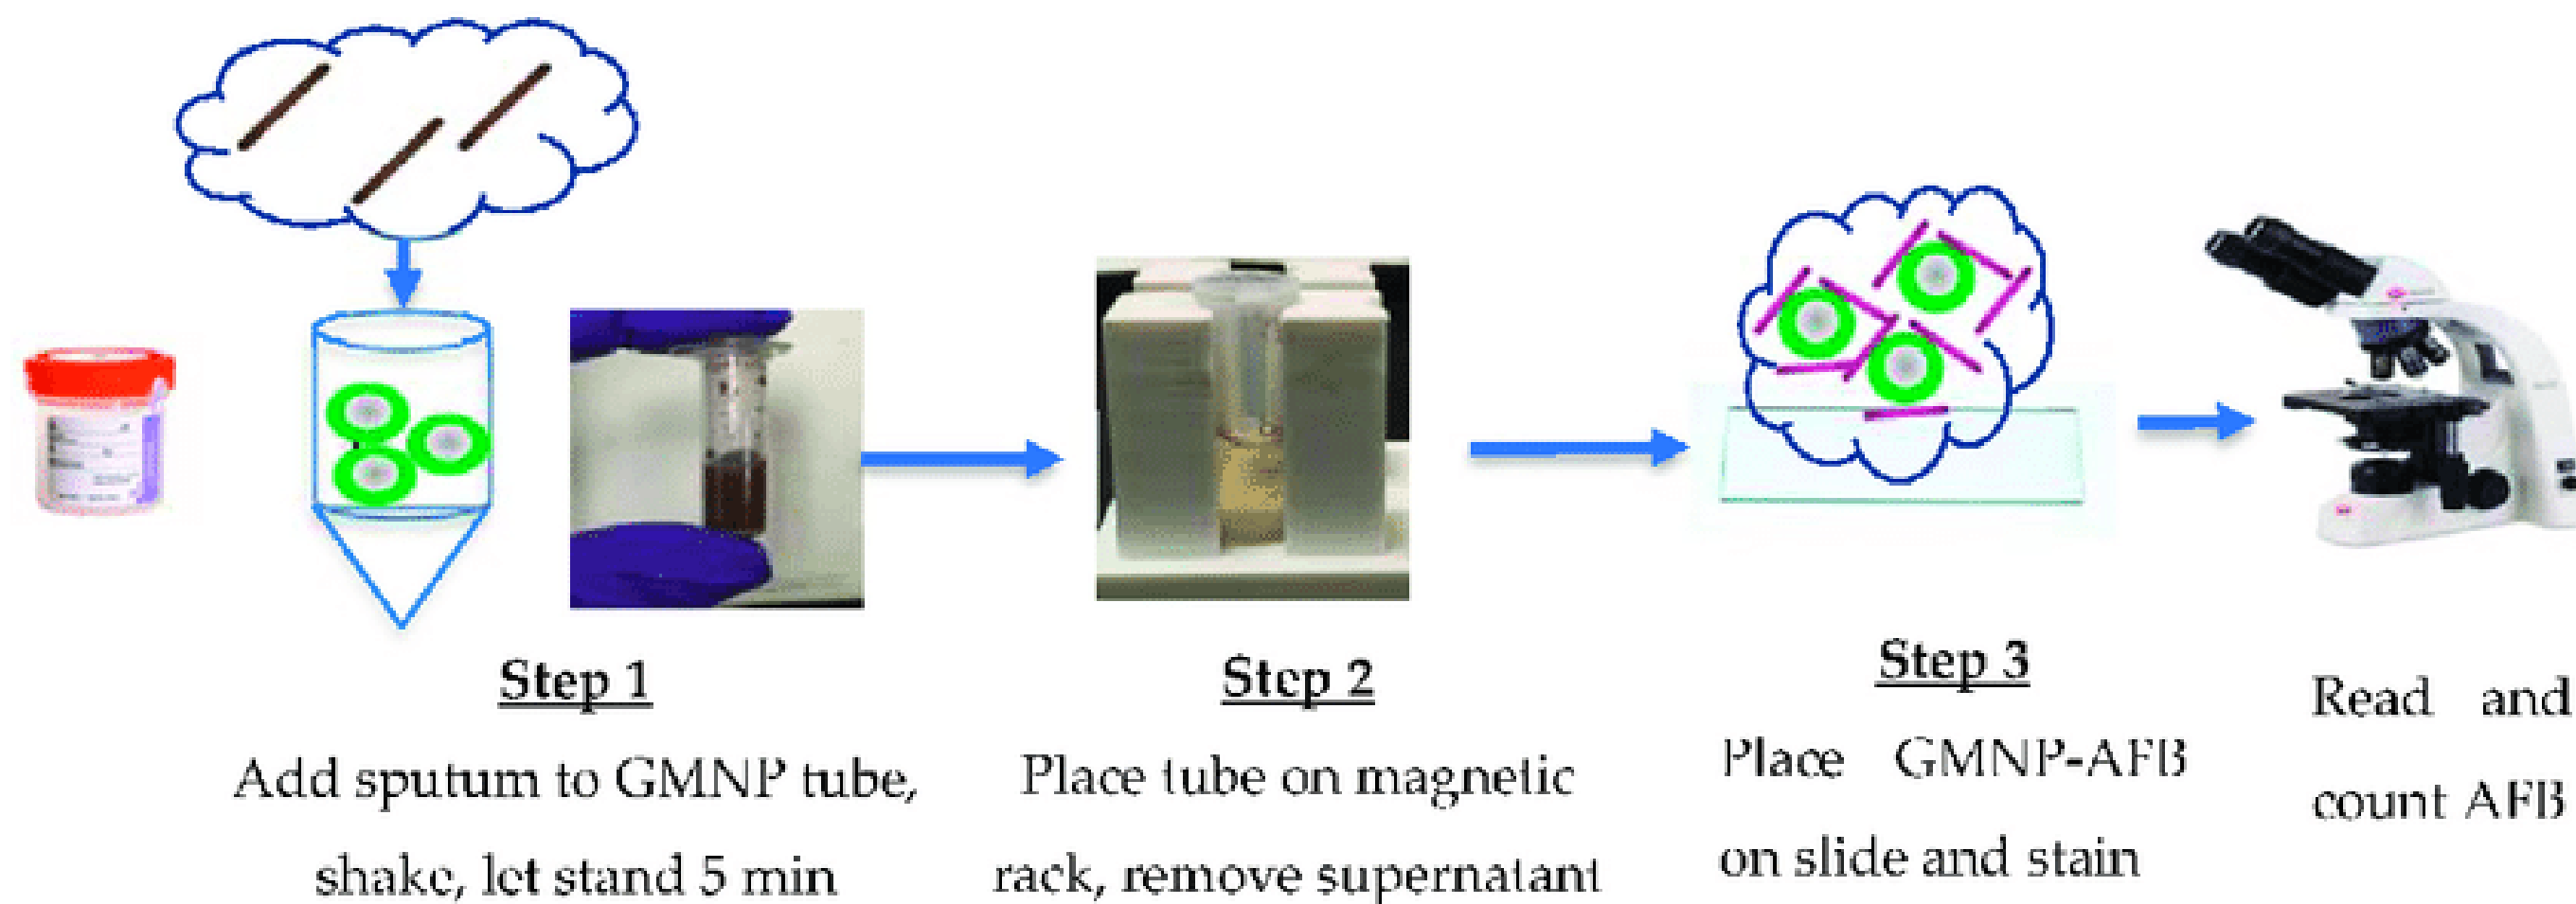 Step 1
Add sputum to GMNP tube,
shake, let stand 5 min
Step 2
Place tube on magnetic
rack, remove supernatant
Step 3
Place GMNP-AFB
on slide and stain
Read and
count AFB